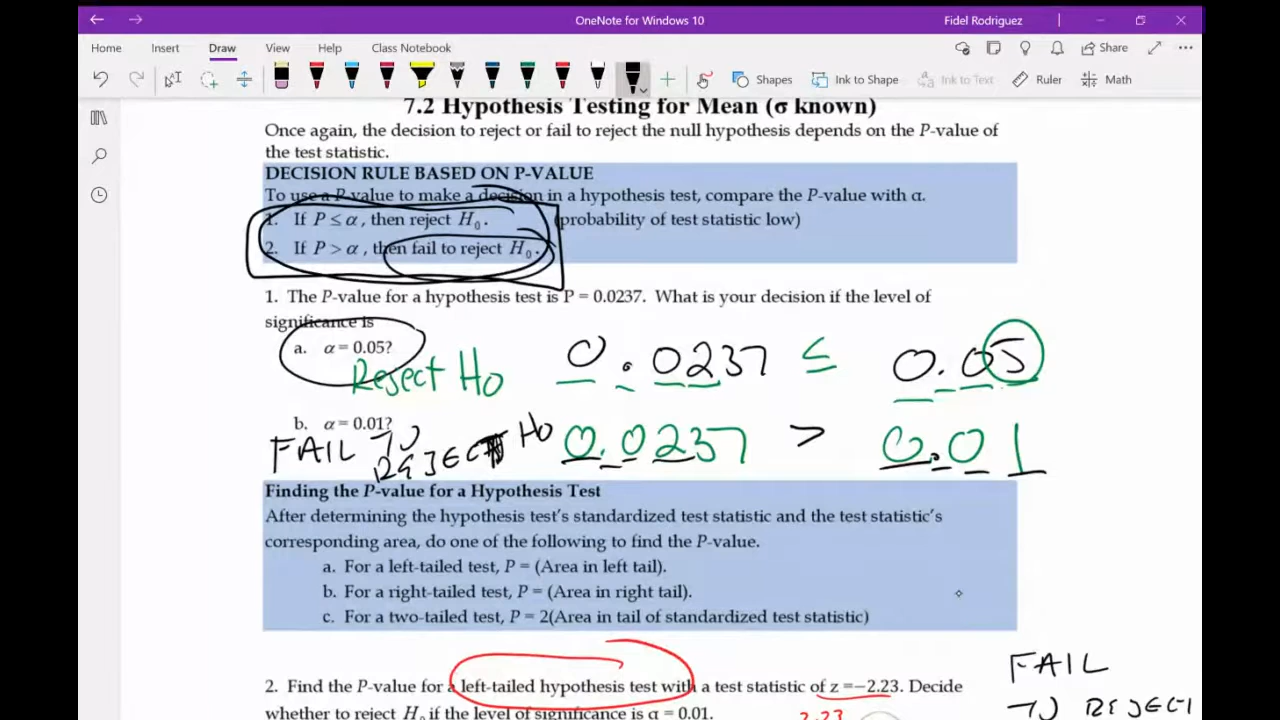 OneNote for Windows 10
Fidel Rodriguez
Home Insert Draw View Help Class Notebook Share
Shapes Ink to Shape Ink to Text Ruler Math
7.2 Hypothesis Testing for Mean (σ known)
Once again, the decision to reject or fail to reject the null hypothesis depends on the P-value of
the test statistic.
DECISION RULE BASED ON P-VALUE
To use a P-value to make a decision in a hypothesis test, compare the P-value with α.
1. If P ≤ α, then reject H₀. (probability of test statistic low)
2. If P > α, then fail to reject H₀.
1. The P-value for a hypothesis test is P = 0.0237. What is your decision if the level of
significance is
a. α = 0.05?
Reject Ho 0.0237 ≤ 0.05
b. α = 0.01?
FAIL TO REJECT Ho 0.0237 > 0.01
Finding the P-value for a Hypothesis Test
After determining the hypothesis test's standardized test statistic and the test statistic's
corresponding area, do one of the following to find the P-value.
a. For a left-tailed test, P = (Area in left tail).
b. For a right-tailed test, P = (Area in right tail).
c. For a two-tailed test, P = 2(Area in tail of standardized test statistic)
FAIL
2. Find the P-value for a left-tailed hypothesis test with a test statistic of z =−2.23. Decide
TO REJECT
whether to reject H₀ if the level of significance is α = 0.01.
2.23